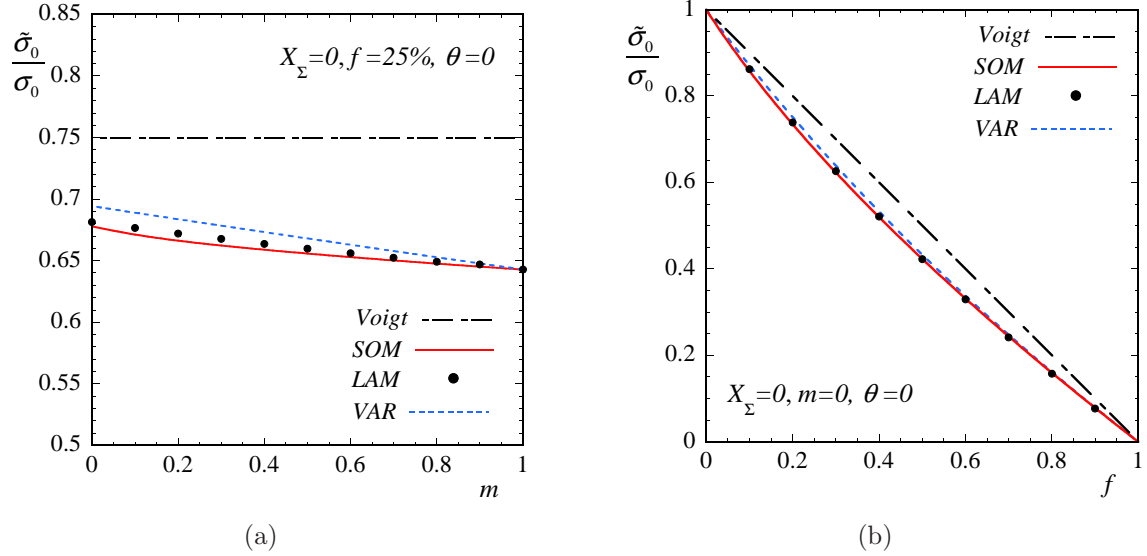 σ̃₀/σ₀
0.85
0.8
0.75
0.7
0.65
0.6
0.55
0.5
X_Σ=0, f=25%, θ=0
Voigt
SOM
LAM
VAR
0 0.2 0.4 0.6 0.8 1
m
(a)
σ̃₀/σ₀
1
0.8
0.6
0.4
0.2
0
Voigt
SOM
LAM
VAR
X_Σ=0, m=0, θ=0
0 0.2 0.4 0.6 0.8 1
f
(b)